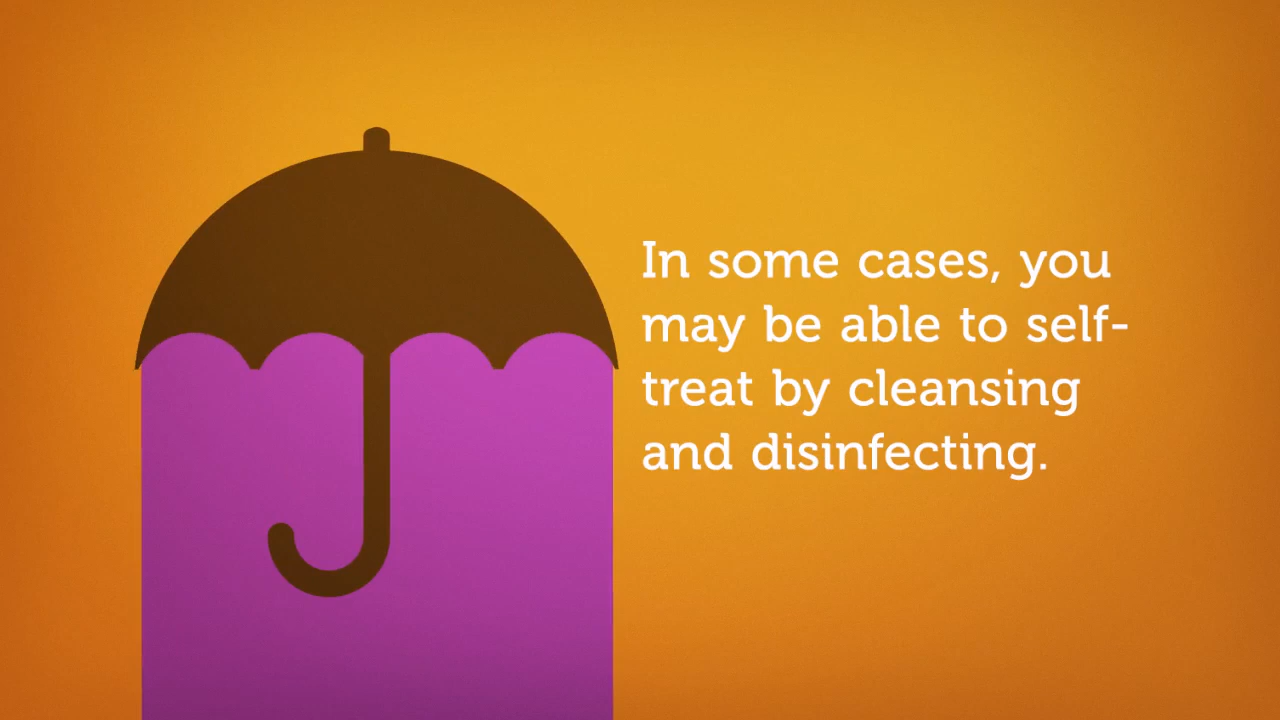 In some cases, you
may be able to self-
treat by cleansing
and disinfecting.